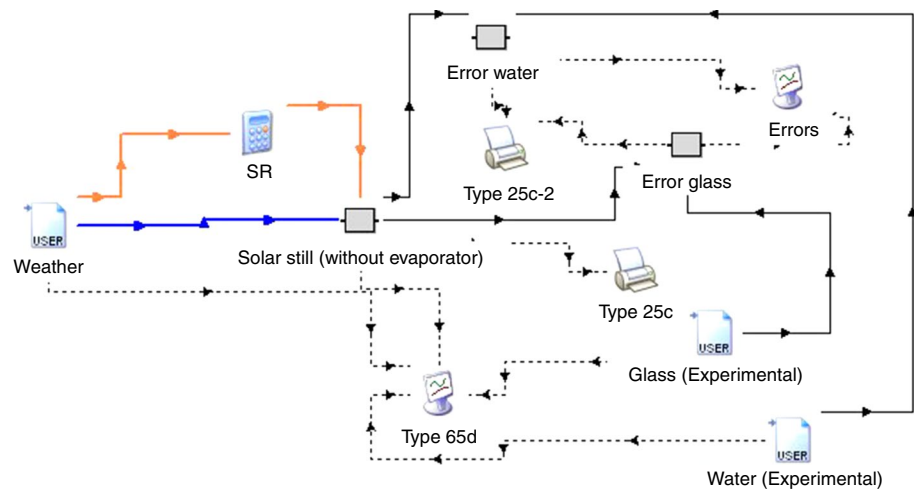 Error water
Errors
SR
Type 25c-2
Error glass
USER
Weather
Solar still (without evaporator)
Type 25c
USER
Glass (Experimental)
Type 65d
USER
Water (Experimental)